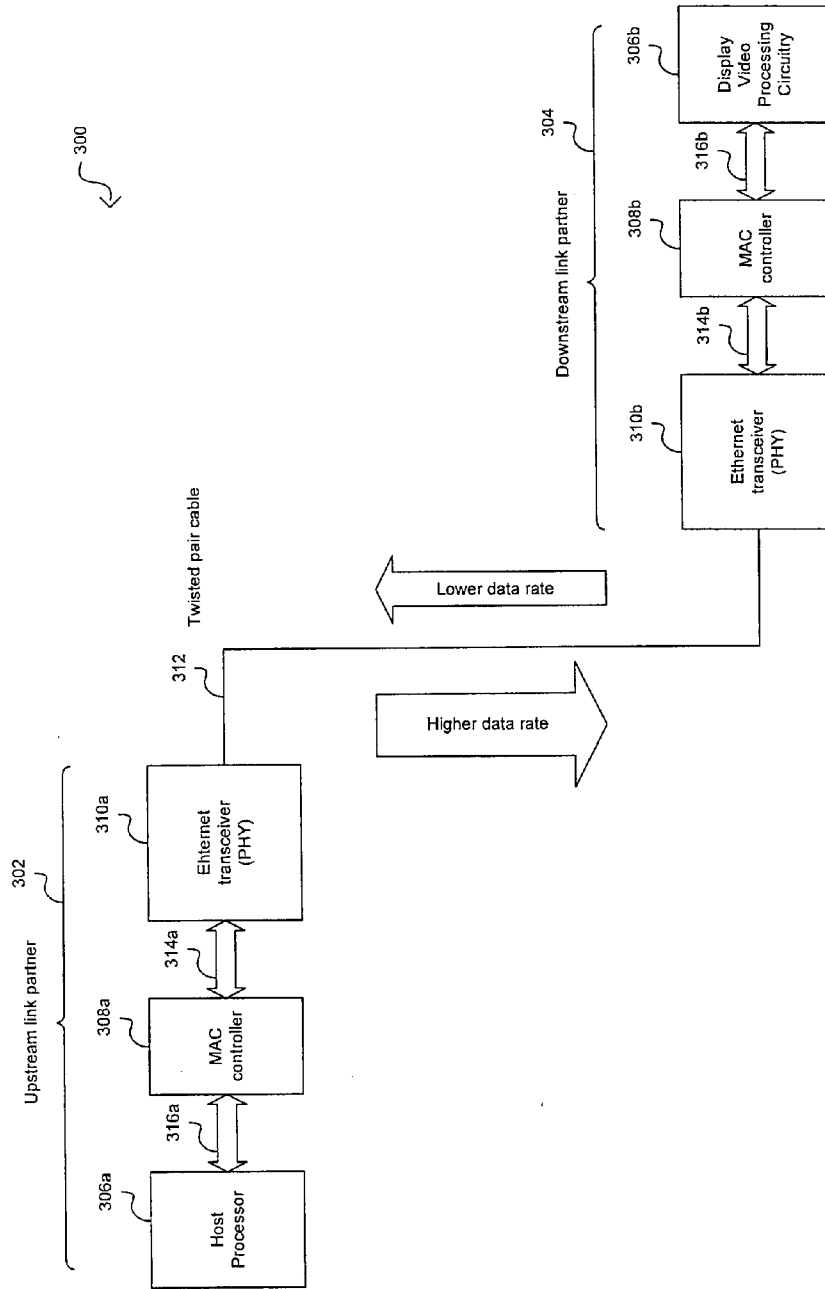 300
Upstream link partner
302
306a
Host
Processor
316a
308a
MAC
controller
314a
310a
Ehternet
transceiver
(PHY)
312
Twisted pair cable
Higher data rate
Lower data rate
Downstream link partner
304
310b
Ethernet
transceiver
(PHY)
314b
308b
MAC
controller
316b
306b
Display
Video
Processing
Circuitry